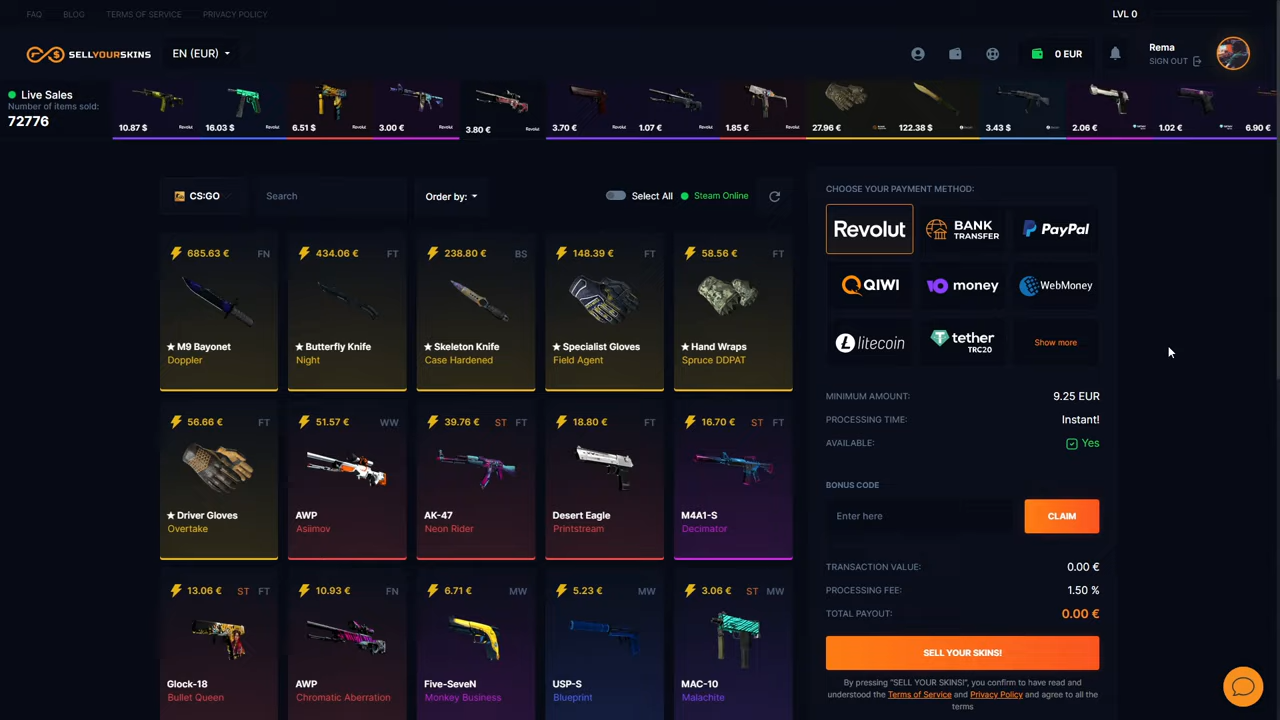 FAQ BLOG TERMS OF SERVICE PRIVACY POLICY LVL 0
SELLYOURSKINS EN (EUR) 0 EUR Rema
SIGN OUT
Live Sales
Number of items sold:
72776
10.87 $ Revolut 16.03 $ Revolut 6.51 $ Revolut 3.00 € Revolut 3.80 € Revolut 3.70 € Revolut 1.07 € Revolut 1.85 € Revolut 27.96 € 122.38 $ 3.43 $ 2.06 € 1.02 € 6.90 €
CS:GO Search Order by: Select All Steam Online
685.63 € FN 434.06 € FT 238.80 € BS 148.39 € FT 58.56 € FT
★ M9 Bayonet ★ Butterfly Knife ★ Skeleton Knife ★ Specialist Gloves ★ Hand Wraps
Doppler Night Case Hardened Field Agent Spruce DDPAT
56.66 € FT 51.57 € WW 39.76 € ST FT 18.80 € FT 16.70 € ST FT
★ Driver Gloves AWP AK-47 Desert Eagle M4A1-S
Overtake Asiimov Neon Rider Printstream Decimator
13.06 € ST FT 10.93 € FN 6.71 € MW 5.23 € MW 3.06 € ST MW
Glock-18 AWP Five-SeveN USP-S MAC-10
Bullet Queen Chromatic Aberration Monkey Business Blueprint Malachite
CHOOSE YOUR PAYMENT METHOD:
Revolut BANK TRANSFER PayPal
QIWI money WebMoney
litecoin tether TRC20 Show more
MINIMUM AMOUNT: 9.25 EUR
PROCESSING TIME: Instant!
AVAILABLE: Yes
BONUS CODE
Enter here CLAIM
TRANSACTION VALUE: 0.00 €
PROCESSING FEE: 1.50 %
TOTAL PAYOUT: 0.00 €
SELL YOUR SKINS!
By pressing "SELL YOUR SKINS!", you confirm to have read and
understood the Terms of Service and Privacy Policy and agree to all the
terms